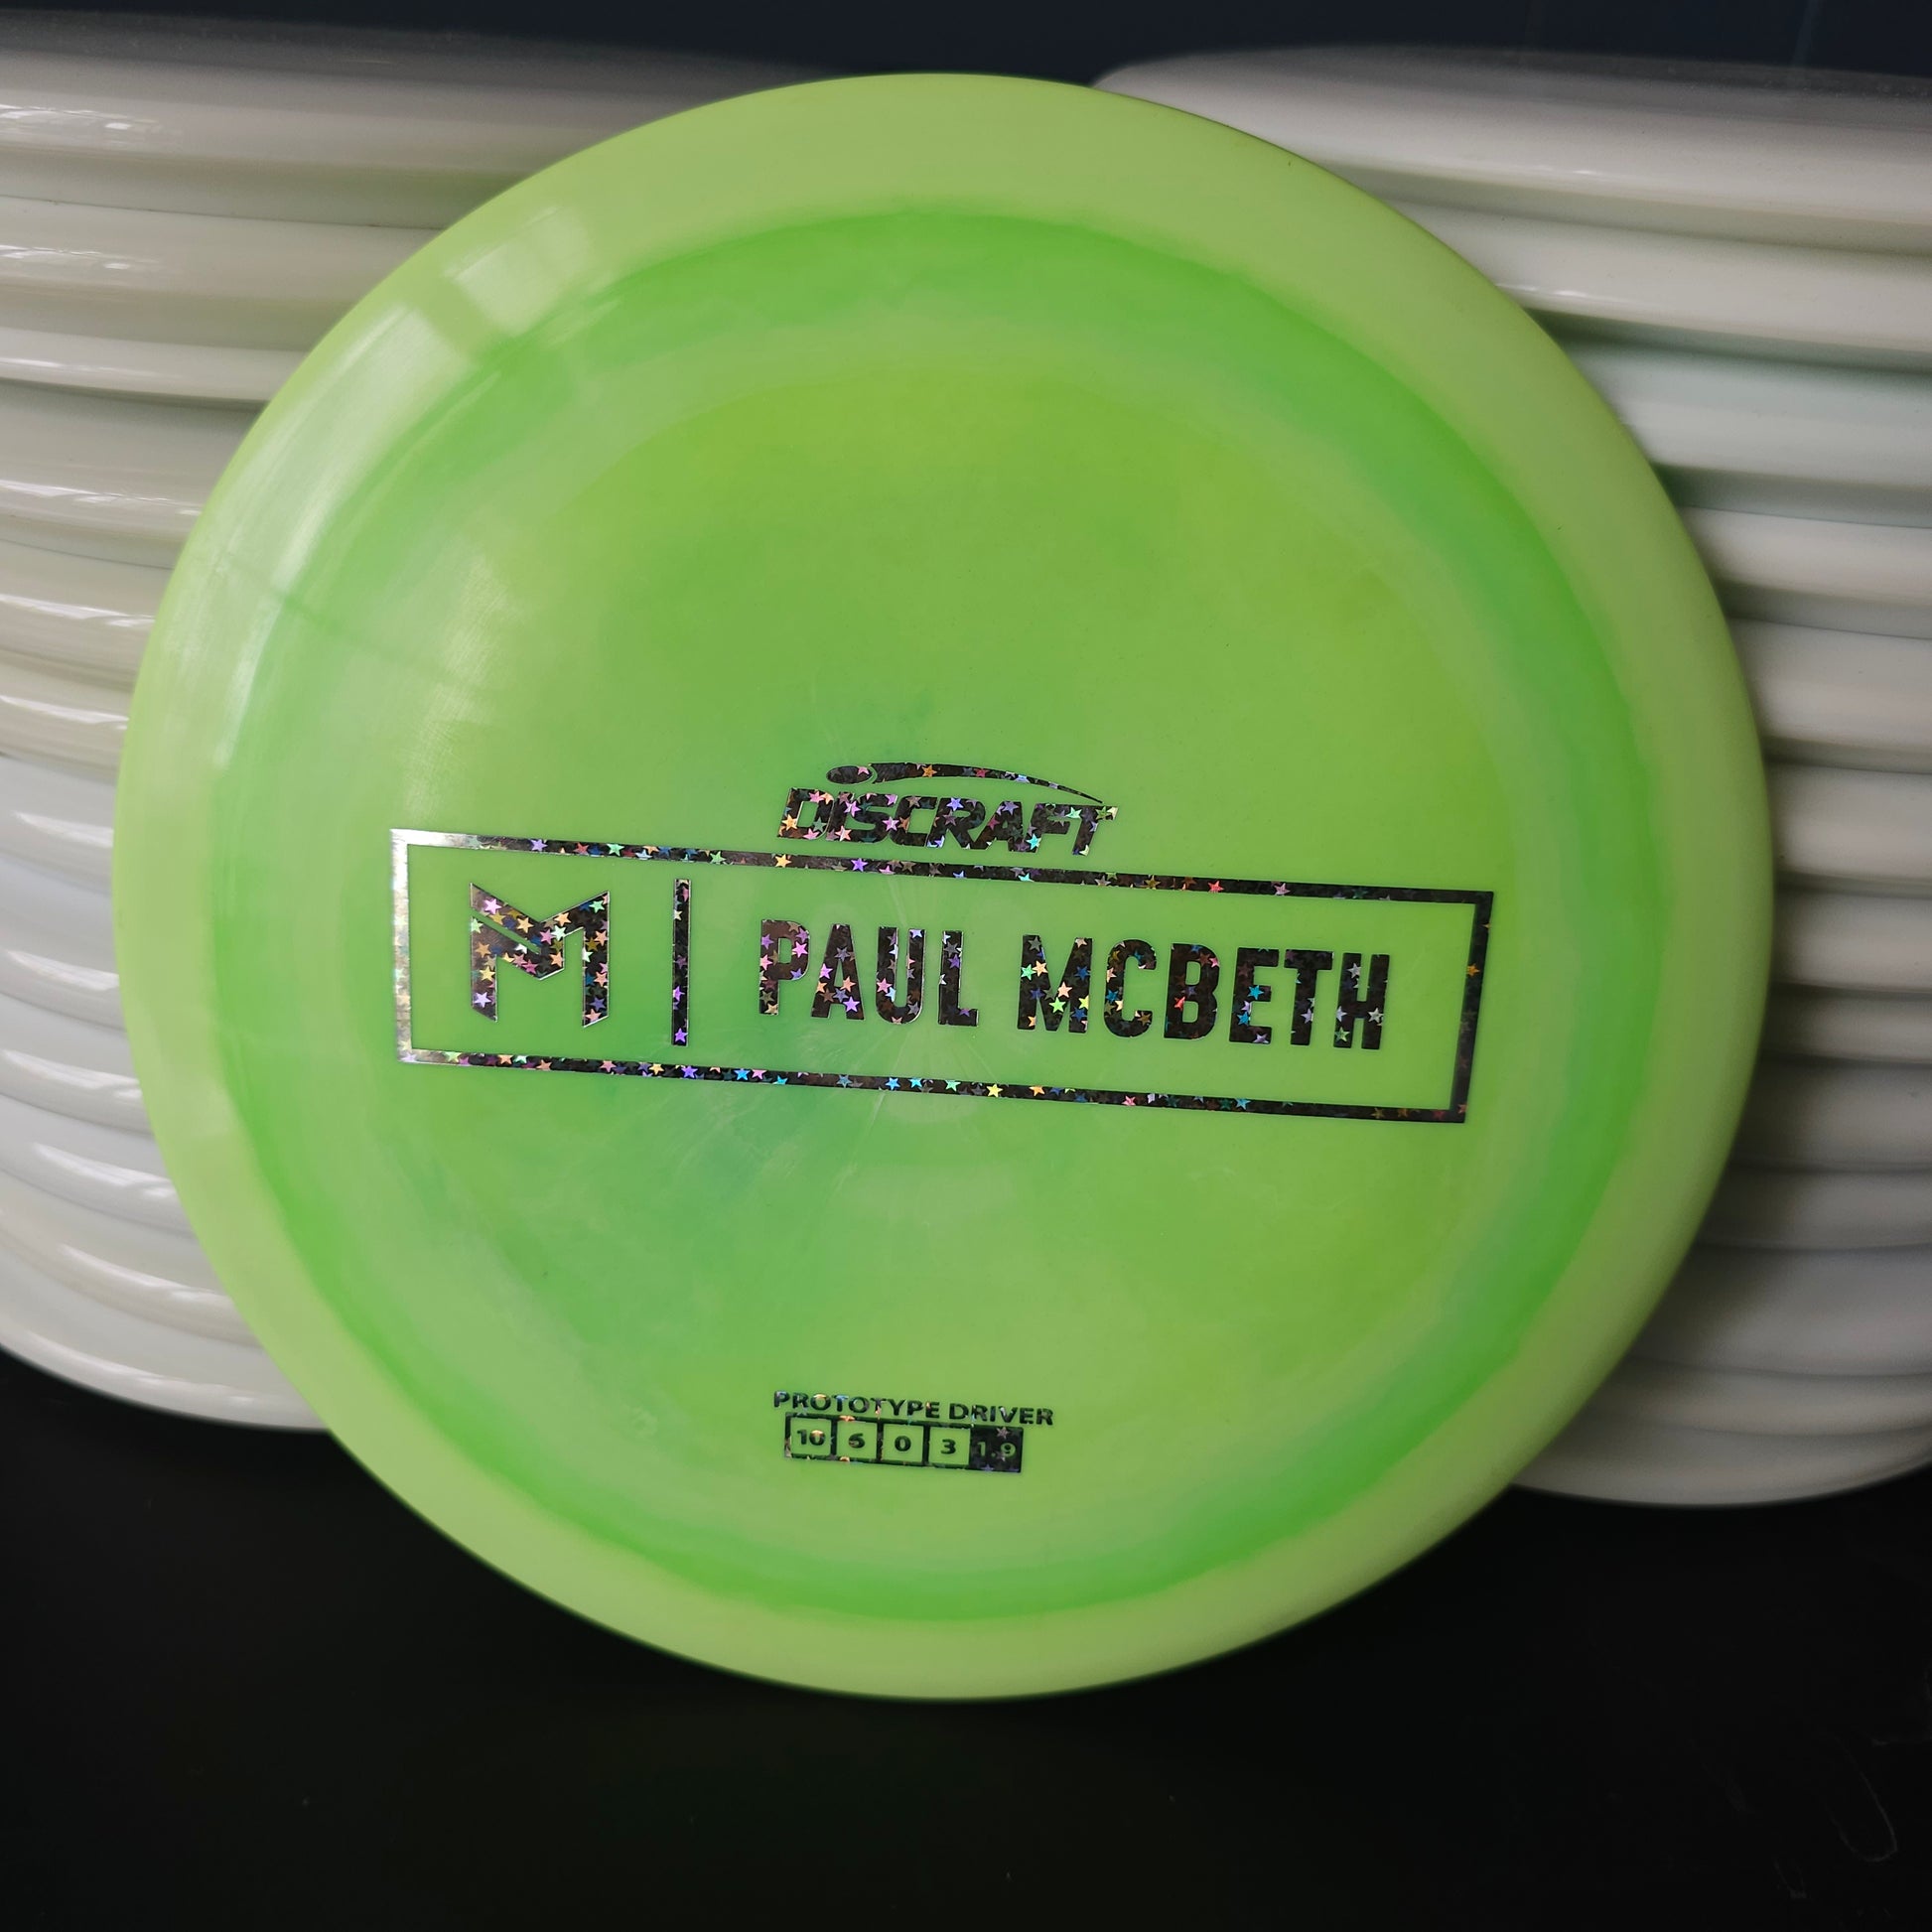 DISCRAFT
M | PAUL MCBETH
PROTOTYPE DRIVER
10 6 0 3 1.9